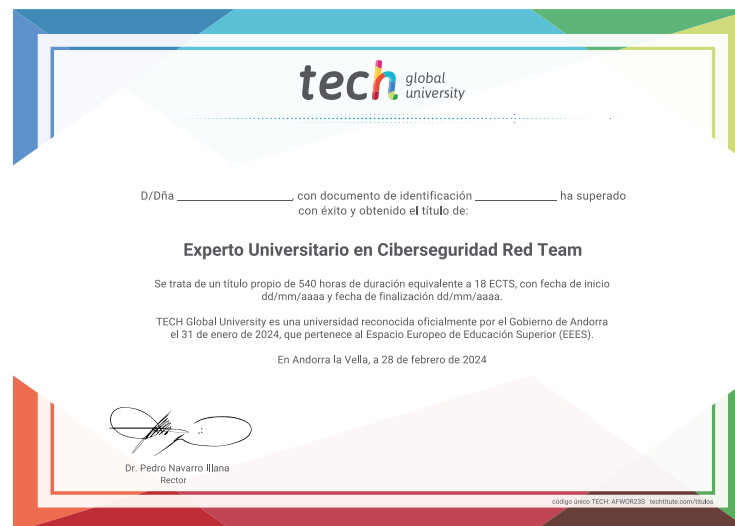 tech global university
D/Dña ____________________, con documento de identificación ______________ ha superado
con éxito y obtenido el título de:
Experto Universitario en Ciberseguridad Red Team
Se trata de un título propio de 540 horas de duración equivalente a 18 ECTS, con fecha de inicio
dd/mm/aaaa y fecha de finalización dd/mm/aaaa.
TECH Global University es una universidad reconocida oficialmente por el Gobierno de Andorra
el 31 de enero de 2024, que pertenece al Espacio Europeo de Educación Superior (EEES).
En Andorra la Vella, a 28 de febrero de 2024
Dr. Pedro Navarro Illana
Rector
código único TECH: AFWOR23S techtitute.com/titulos